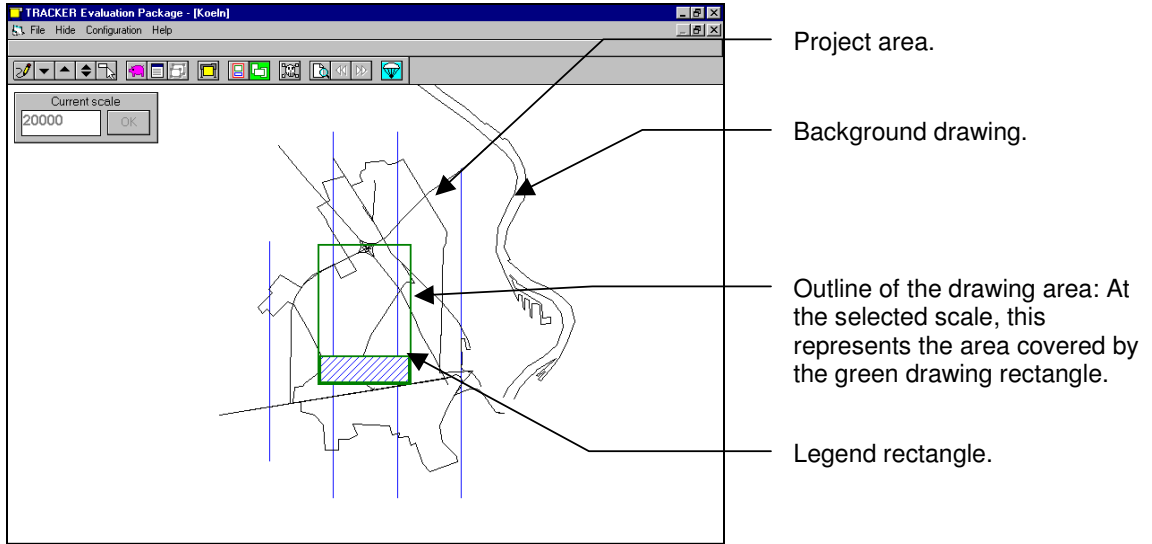 TRACKER Evaluation Package - [Koeln]
File Hide Configuration Help
Current scale
20000 OK
Project area.
Background drawing.
Outline of the drawing area: At
the selected scale, this
represents the area covered by
the green drawing rectangle.
Legend rectangle.